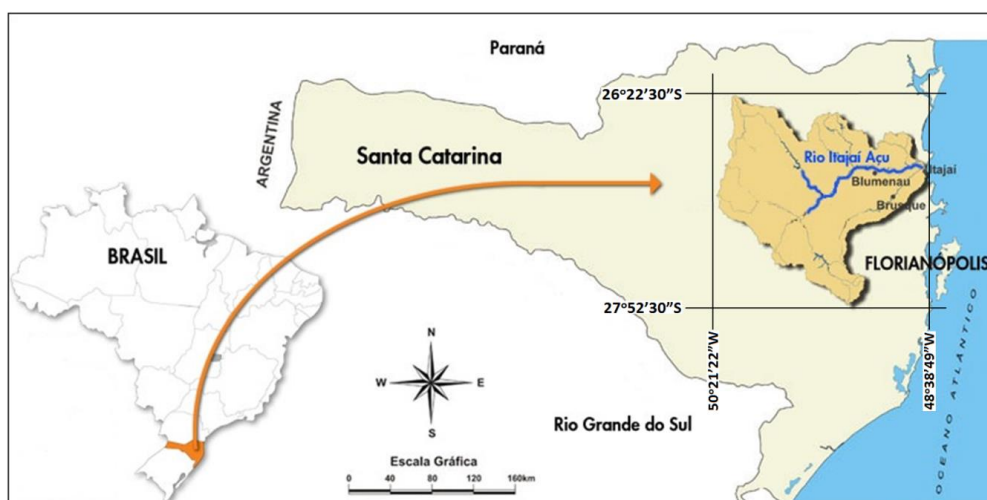 Paraná
26°22'30"S
ARGENTINA
Santa Catarina
Rio Itajaí Açu
Itajaí
Blumenau
Brusque
BRASIL
FLORIANÓPOLIS
27°52'30"S
50°21'22"W
48°38'49"W
OCEANO ATLÂNTICO
N
W
E
S
Rio Grande do Sul
Escala Gráfica
0 40 80 120 160km